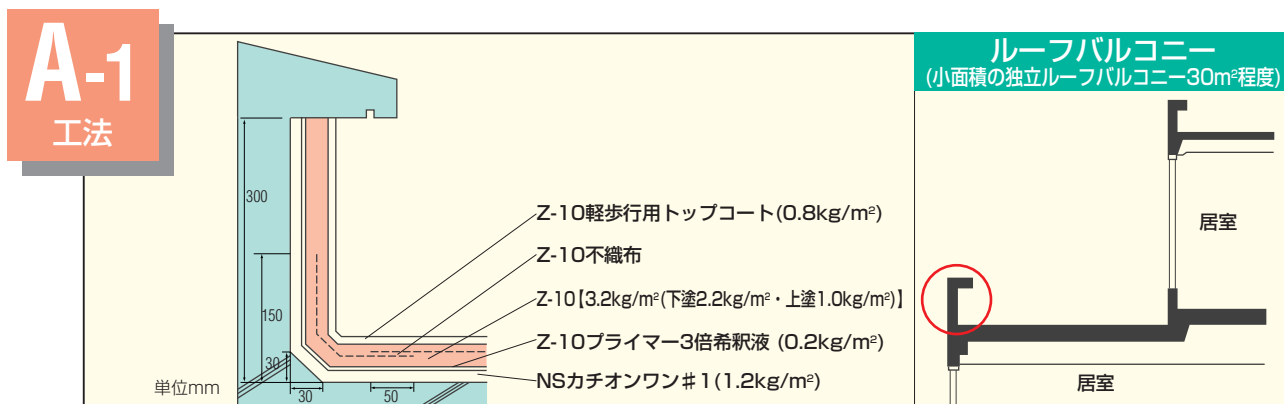 A-1
工法
ルーフバルコニー
(小面積の独立ルーフバルコニー30m²程度)
300
150
30
30
50
単位mm
Z-10軽歩行用トップコート(0.8kg/m²)
Z-10不織布
Z-10【3.2kg/m²(下塗2.2kg/m²・上塗1.0kg/m²)】
Z-10プライマー3倍希釈液 (0.2kg/m²)
NSカチオンワン♯1(1.2kg/m²)
居室
居室